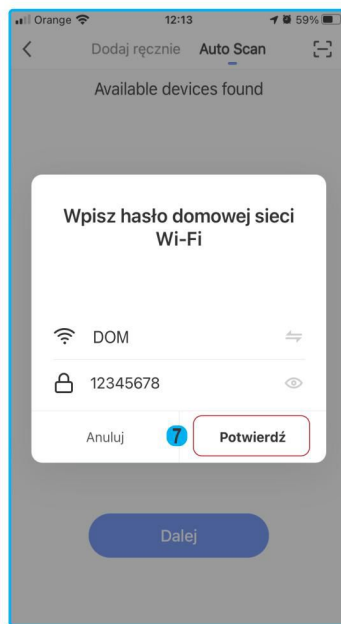 Orange 12:13 59%
Dodaj ręcznie Auto Scan
Available devices found
Wpisz hasło domowej sieci
Wi-Fi
DOM
12345678
Anuluj 7 Potwierdź
Dalej